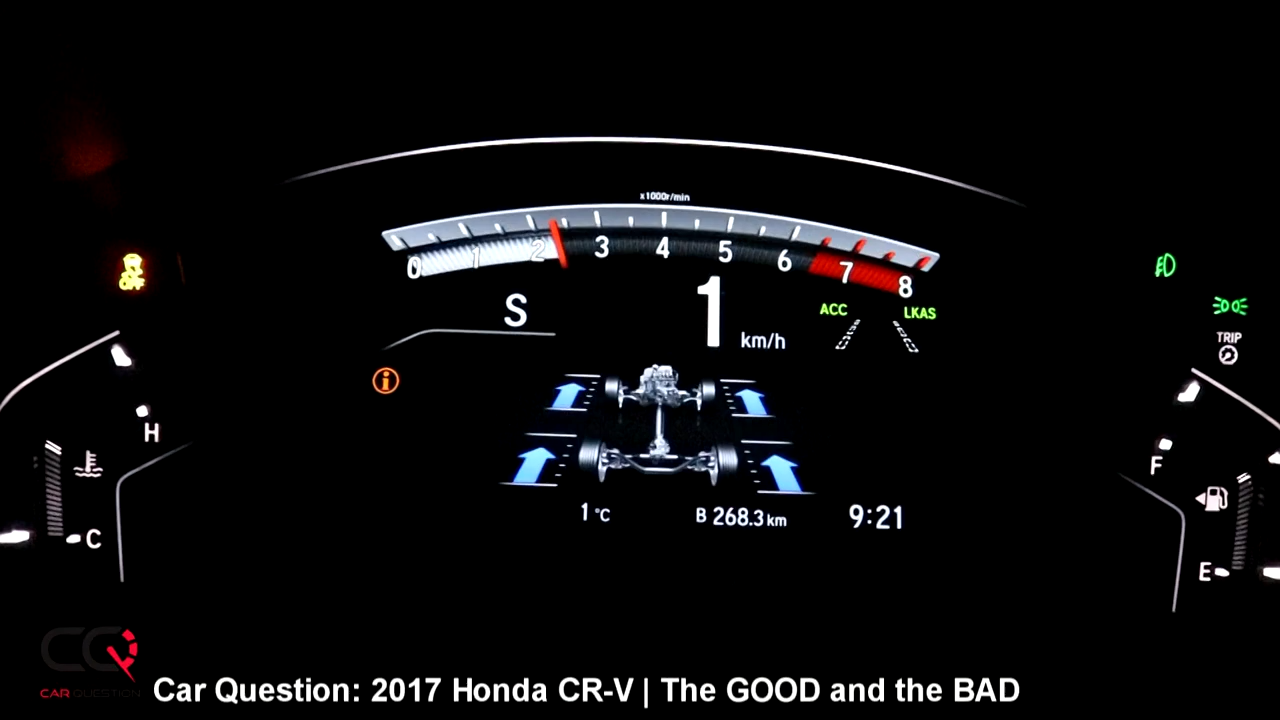 x1000r/min
0 1 2 3 4 5 6 7 8
OFF
S
1 km/h
ACC LKAS
TRIP
H
F
C
E
1 °C B 268.3 km 9:21
CQ
CAR QUESTION
Car Question: 2017 Honda CR-V | The GOOD and the BAD